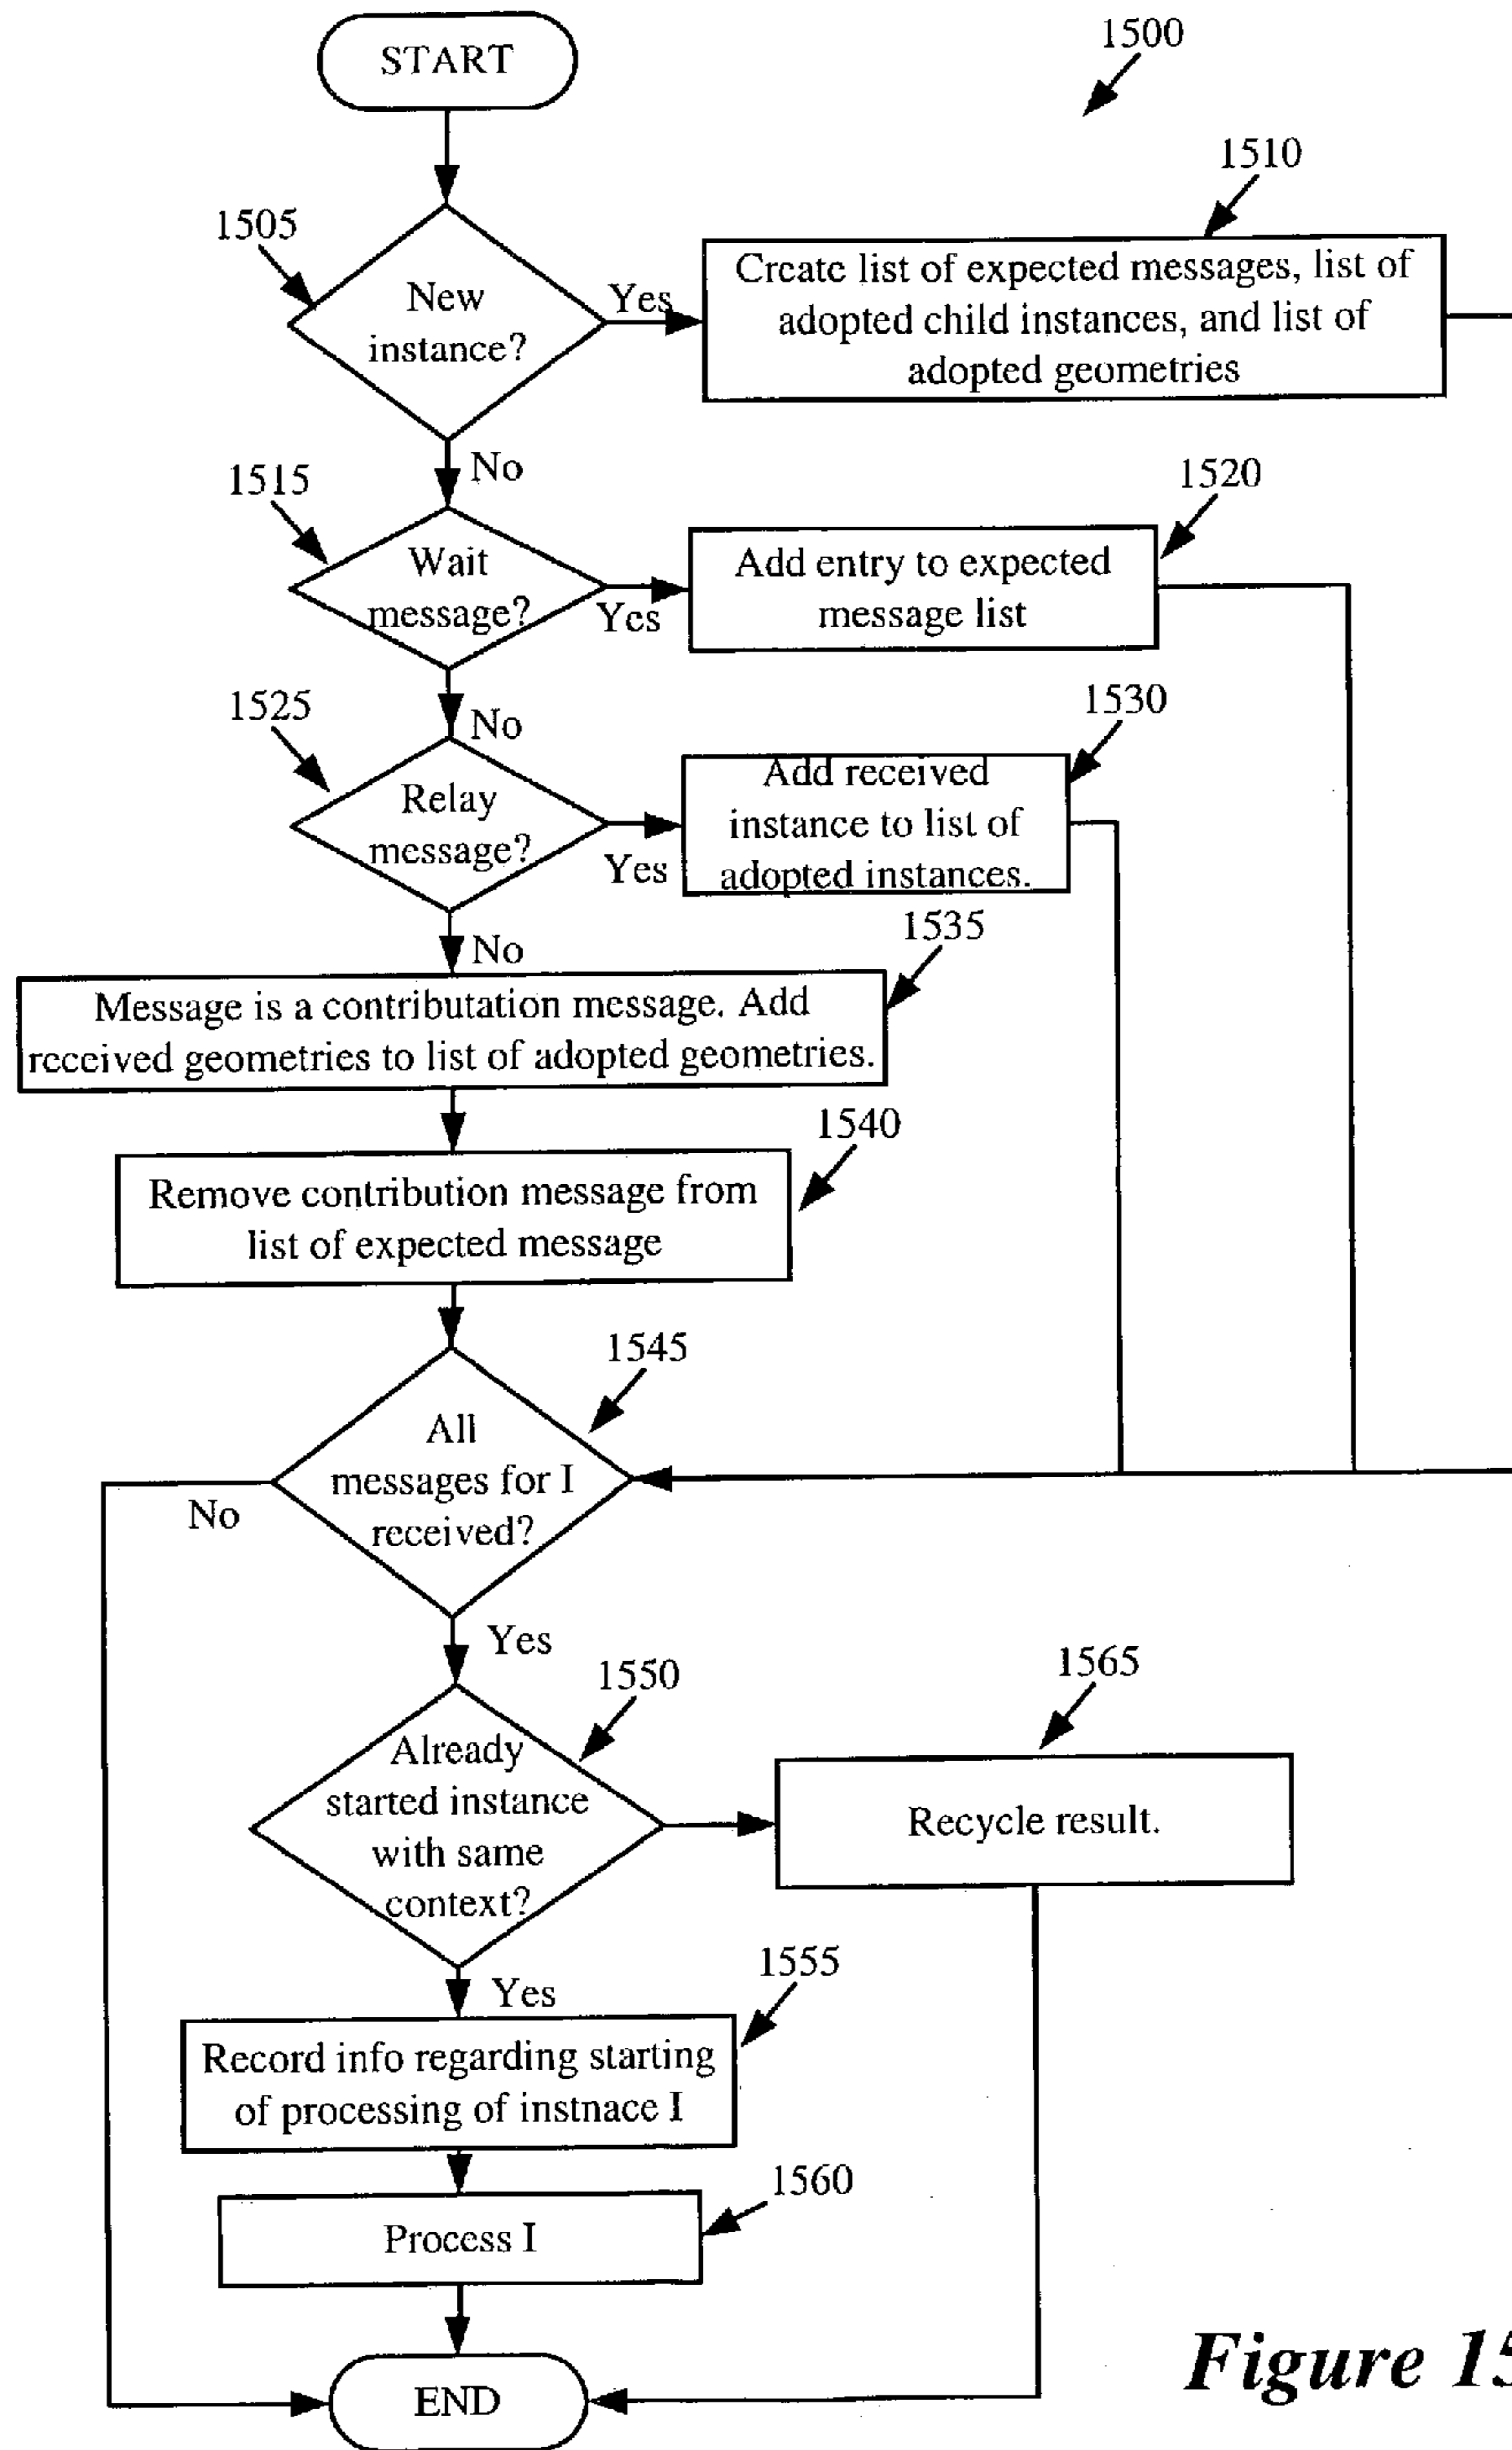 START
1500
1510
1505
New
instance?
Yes
Create list of expected messages, list of
adopted child instances, and list of
adopted geometries
No
1515
1520
Wait
message?
Yes
Add entry to expected
message list
1525
No
1530
Relay
message?
Yes
Add received
instance to list of
adopted instances.
No
1535
Message is a contributation message. Add
received geometries to list of adopted geometries.
1540
Remove contribution message from
list of expected message
1545
All
messages for I
received?
No
Yes
1550
1565
Already
started instance
with same
context?
Recycle result.
Yes
1555
Record info regarding starting
of processing of instnace I
1560
Process I
END
Figure 15